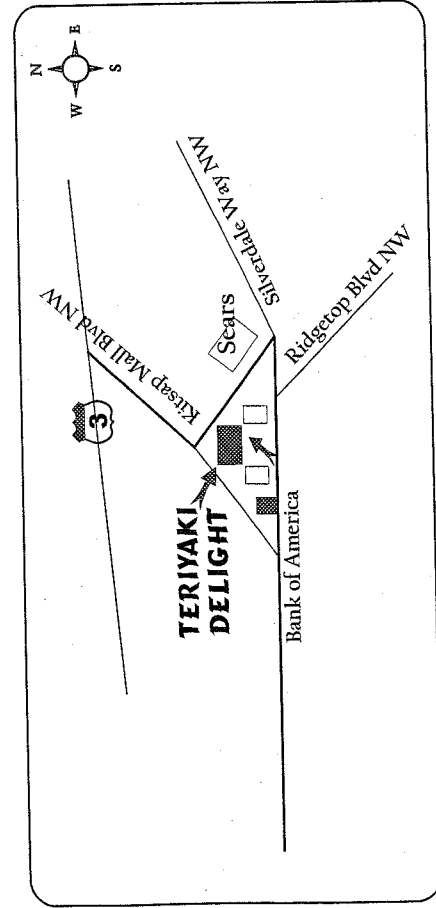 N
W
E
S
3
Kitsap Mall Blvd NW
Silverdale Way NW
Sears
TERIYAKI
DELIGHT
Ridgetop Blvd NW
Bank of America